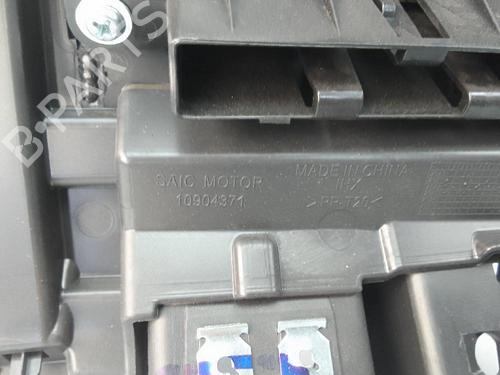 B-PARTS
SAIC MOTOR
10904371
MADE IN CHINA
>PP-T20<